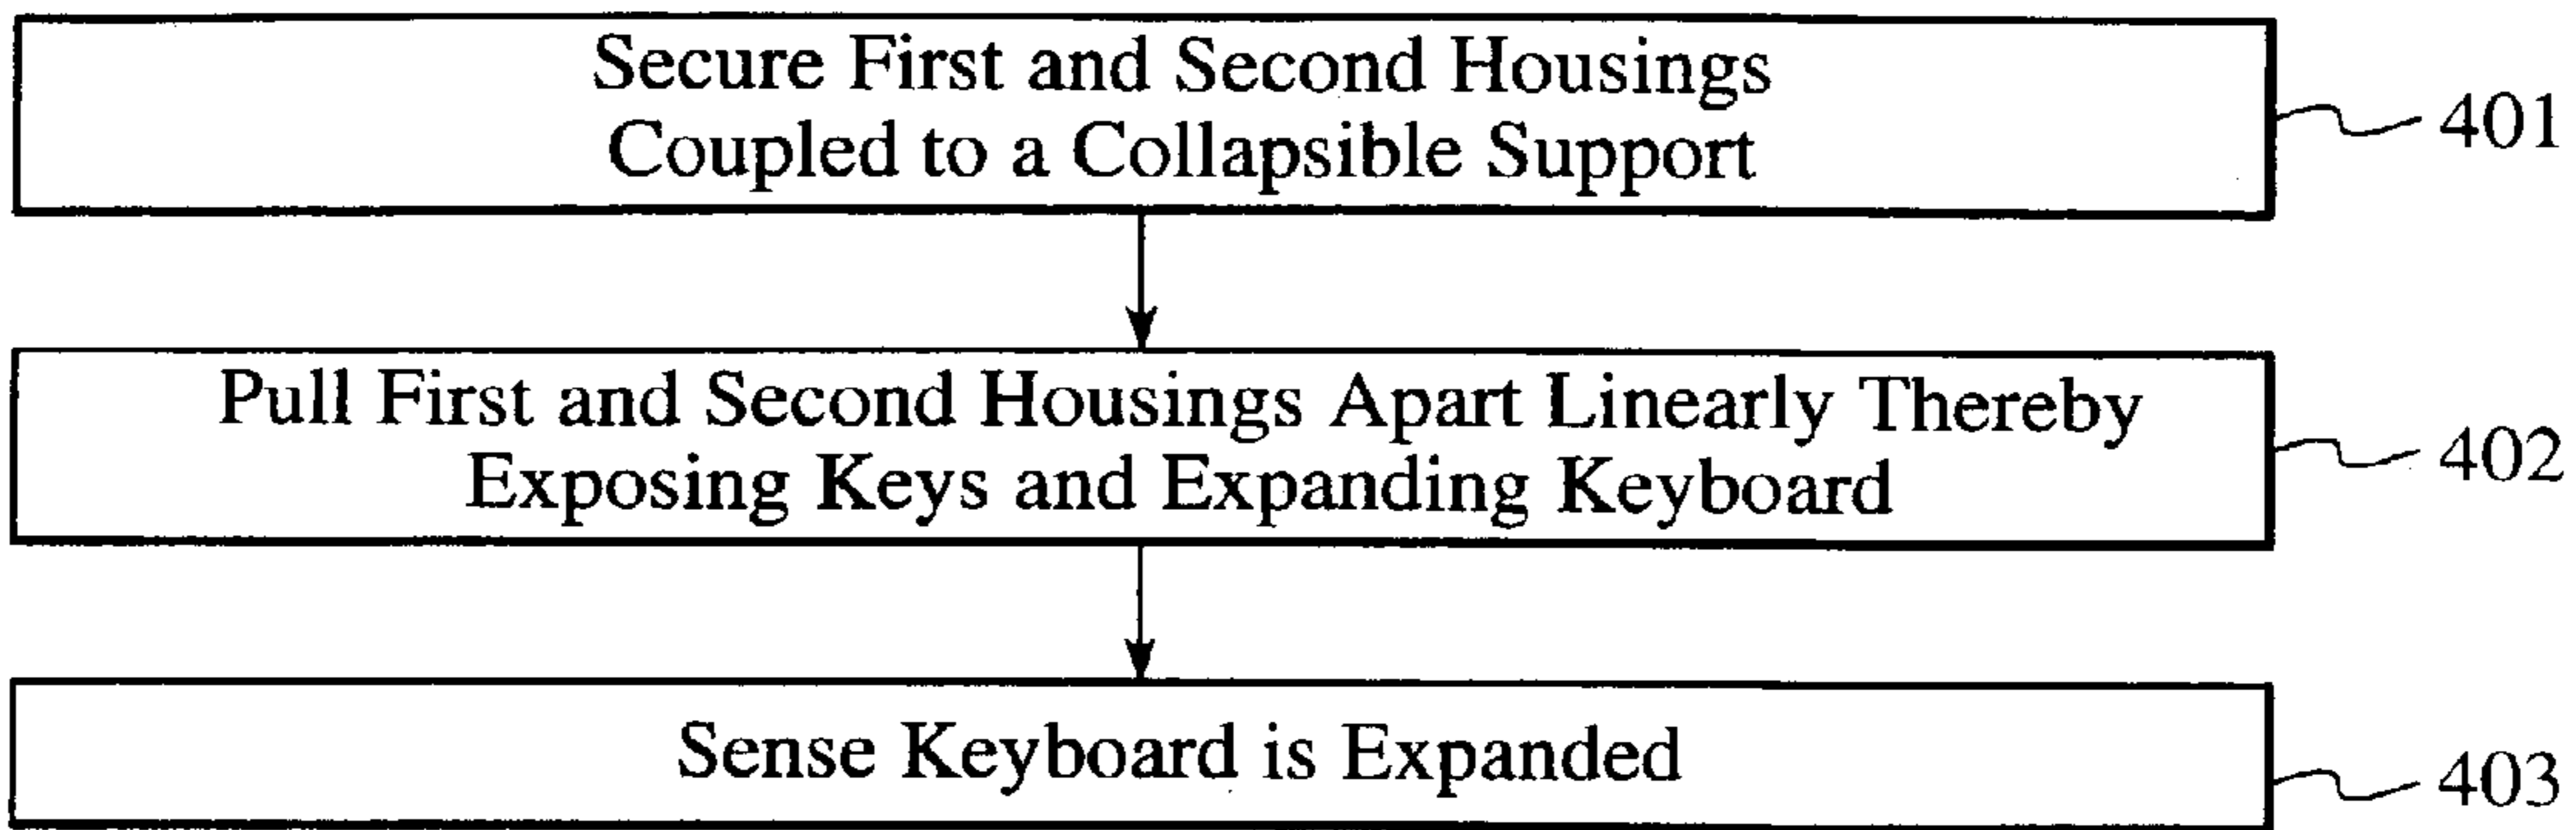 Secure First and Second Housings
Coupled to a Collapsible Support
401
Pull First and Second Housings Apart Linearly Thereby
Exposing Keys and Expanding Keyboard
402
Sense Keyboard is Expanded
403